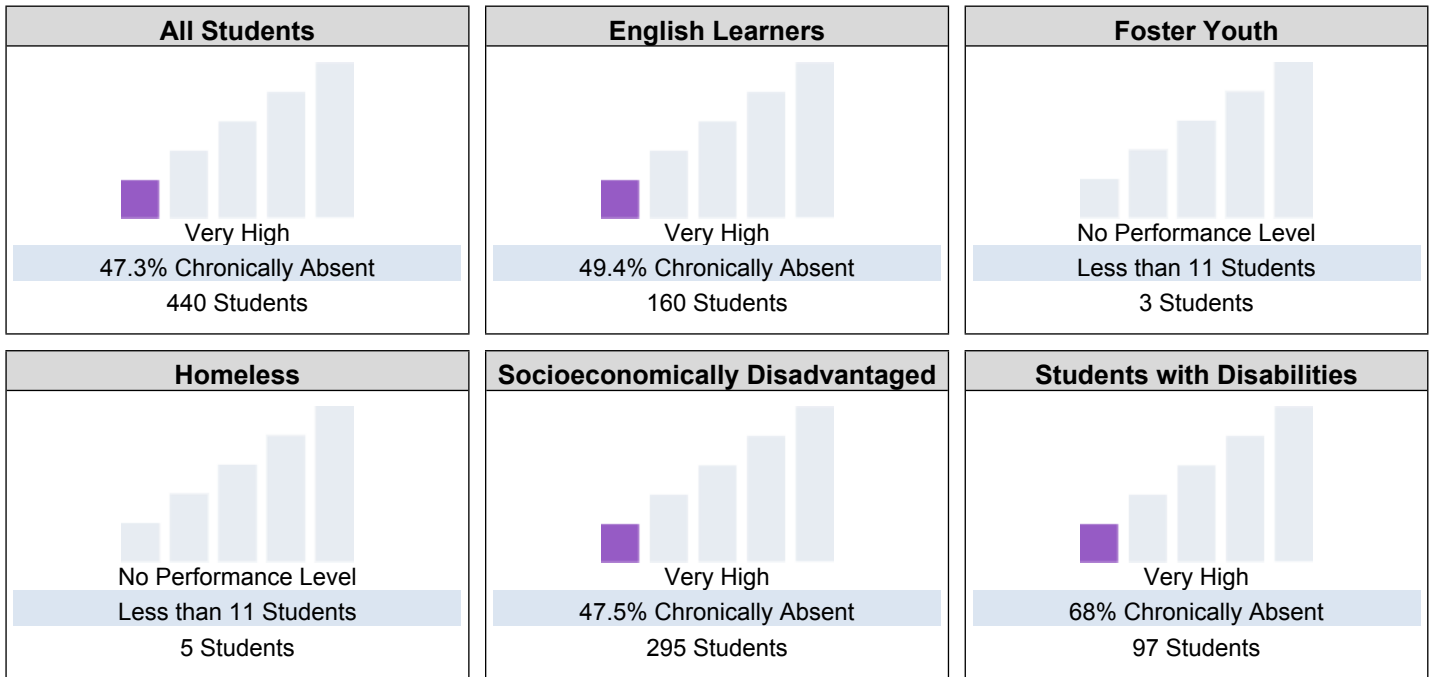 All Students
Very High
47.3% Chronically Absent
440 Students
English Learners
Very High
49.4% Chronically Absent
160 Students
Foster Youth
No Performance Level
Less than 11 Students
3 Students
Homeless
No Performance Level
Less than 11 Students
5 Students
Socioeconomically Disadvantaged
Very High
47.5% Chronically Absent
295 Students
Students with Disabilities
Very High
68% Chronically Absent
97 Students